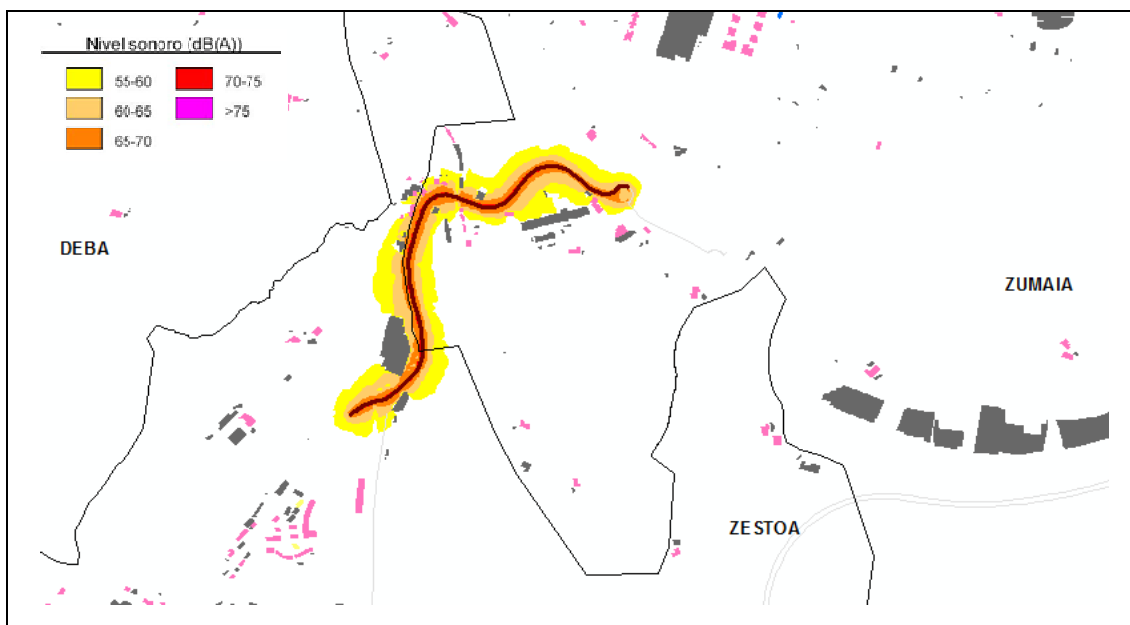 Nivel sonoro (dB(A))
55-60 70-75
60-65 >75
65-70
DEBA
ZUMAIA
ZESTOA